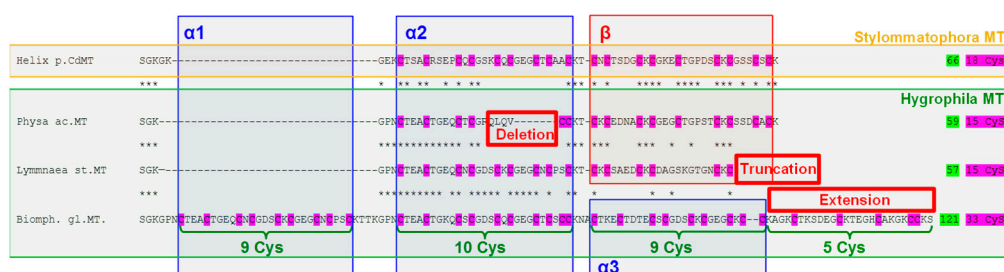 α1 α2 β
Stylommatophora MT
Helix p.CdMT SGKGK--------------------------------GEKCTSACRSEPCQCGSKCQCGEGCTCAACKT-CNCTSDGCKCGKECTGPDSCKCGSSCSCK 66 18 Cys
Hygrophila MT
Physa ac.MT SGK----------------------------------GPNCTEACTGEQCTCGRQLQV-------CCKT-CKCEDNACKCGEGCTGPSTCKCSSDCACK 59 15 Cys
Deletion
Lymmnaea st.MT SGK----------------------------------GPNCTEACTGEQCNCGDSCKCGEGCNCPSCKT-CKCSAEDCKCDAGSKGTGNCKC Truncation 57 15 Cys
Extension
Biomph. gl.MT. SGKGPNCTEACTGEQCNCGDSCKCGEGCNCPSCKTTKGPNCTEACTGKQCSCGDSCQCGEGCTCSCCKNACTKECTDTECSCGDSCKCGEGCKC--CKAGKCTKSDEGCKTEGHCAKGKCCKS 121 33 Cys
9 Cys 10 Cys 9 Cys 5 Cys
α3